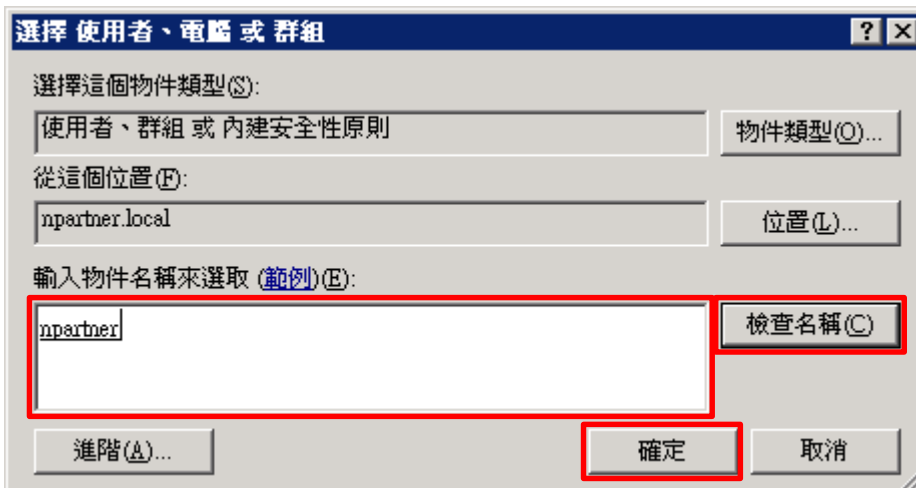 選擇 使用者、電腦 或 群組
選擇這個物件類型(S):
使用者、群組 或 內建安全性原則
物件類型(O)...
從這個位置(F):
npartner.local
位置(L)...
輸入物件名稱來選取 (範例)(E):
npartner
檢查名稱(C)
進階(A)...
確定
取消